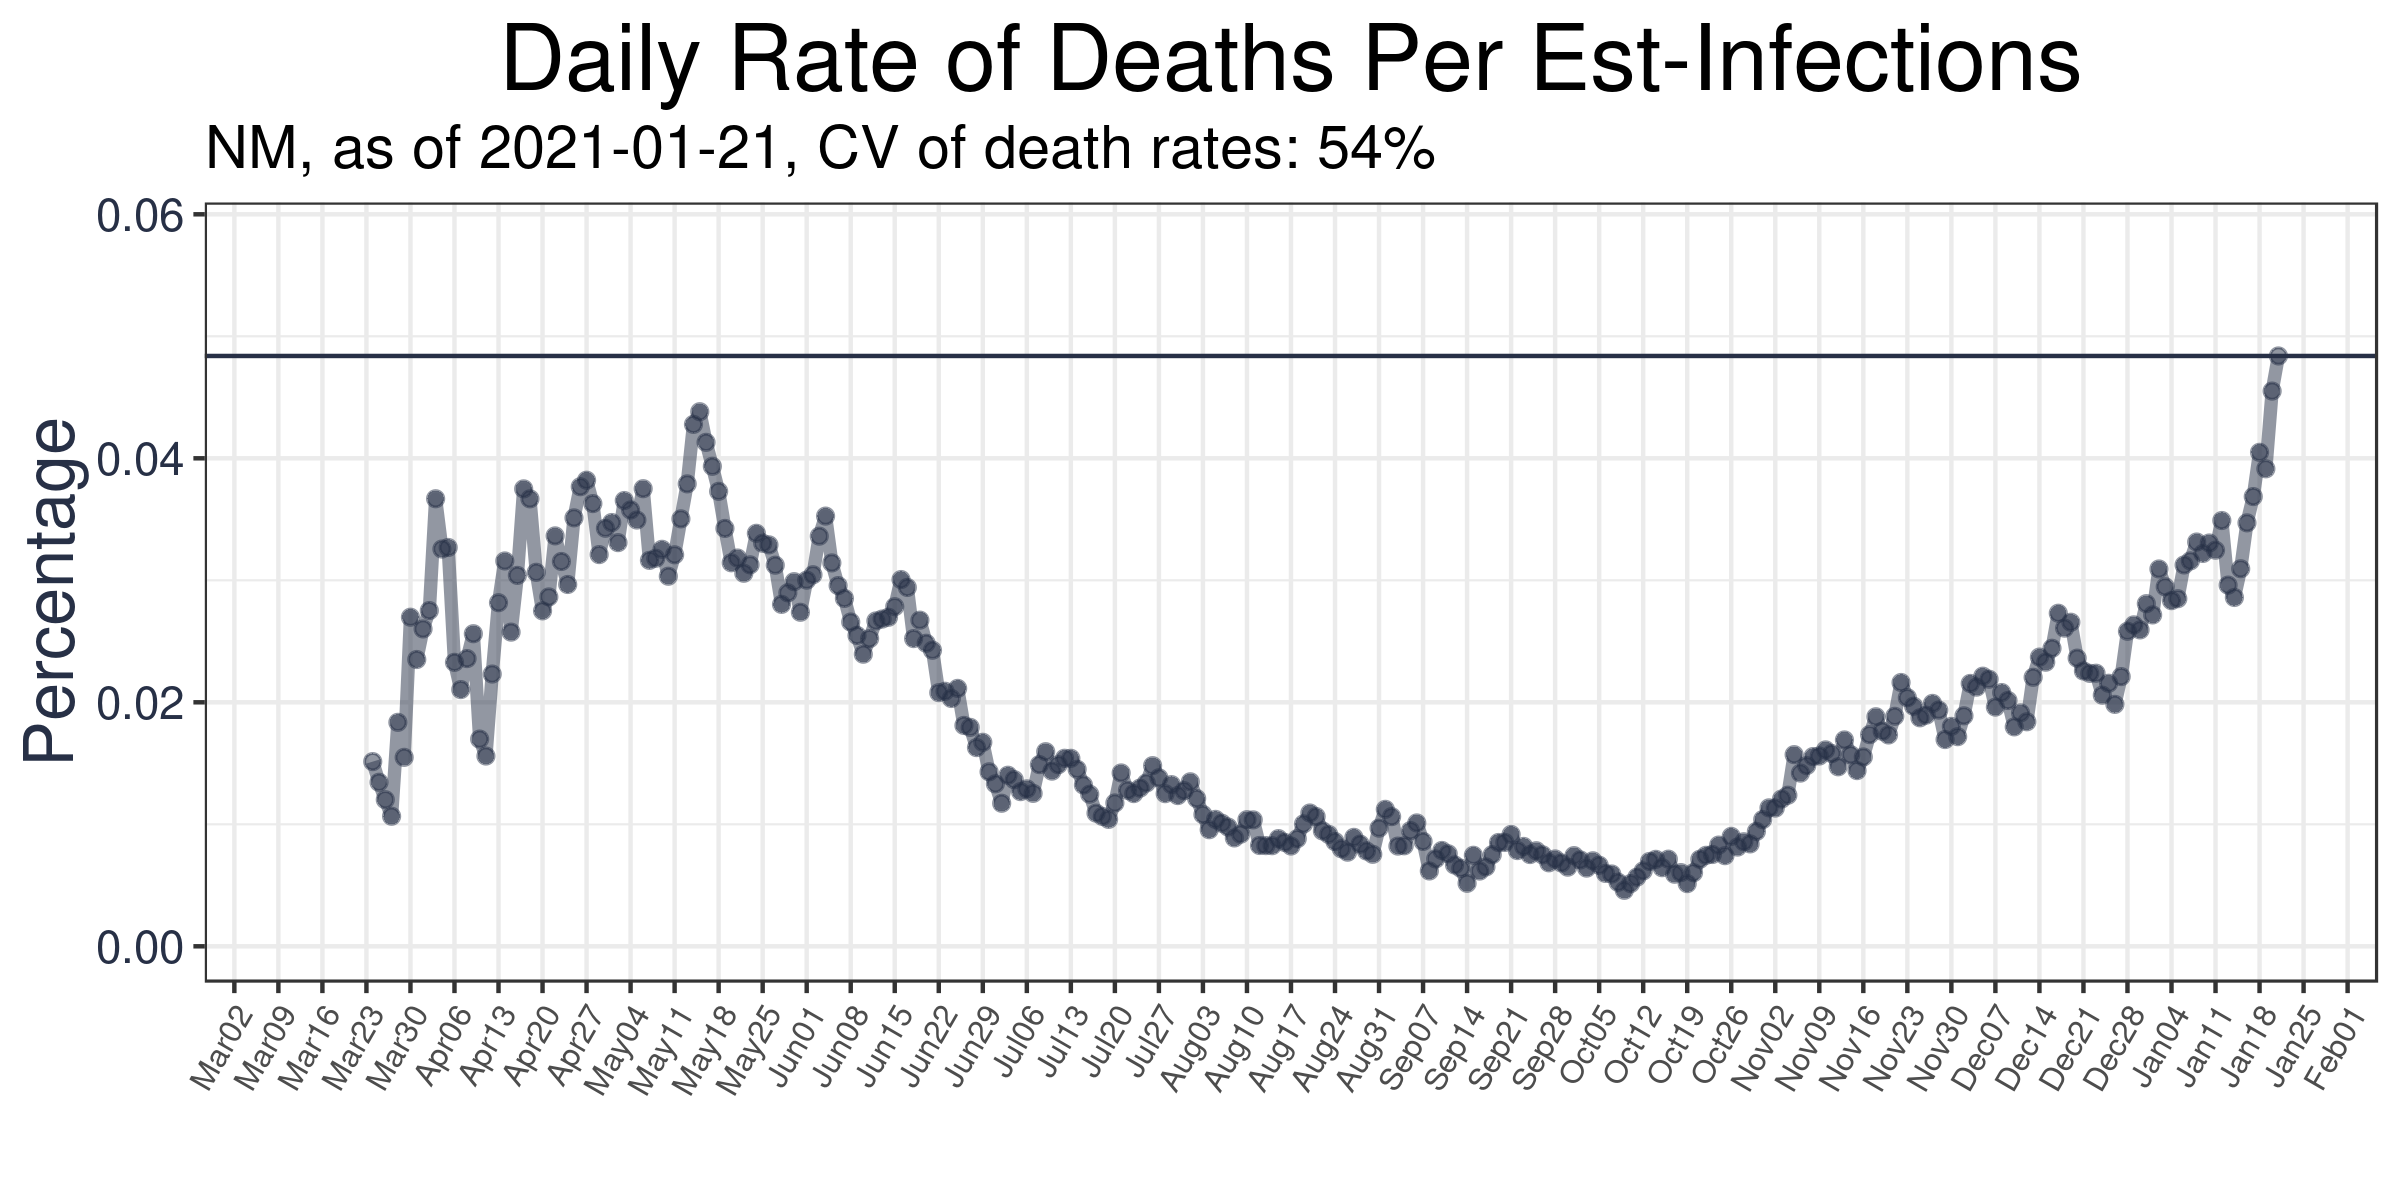 Daily Rate of Deaths Per Est-Infections
NM, as of 2021-01-21, CV of death rates: 54%
Percentage
0.06
0.04
0.02
0.00
Mar02
Mar09
Mar16
Mar23
Mar30
Apr06
Apr13
Apr20
Apr27
May04
May11
May18
May25
Jun01
Jun08
Jun15
Jun22
Jun29
Jul06
Jul13
Jul20
Jul27
Aug03
Aug10
Aug17
Aug24
Aug31
Sep07
Sep14
Sep21
Sep28
Oct05
Oct12
Oct19
Oct26
Nov02
Nov09
Nov16
Nov23
Nov30
Dec07
Dec14
Dec21
Dec28
Jan04
Jan11
Jan18
Jan25
Feb01